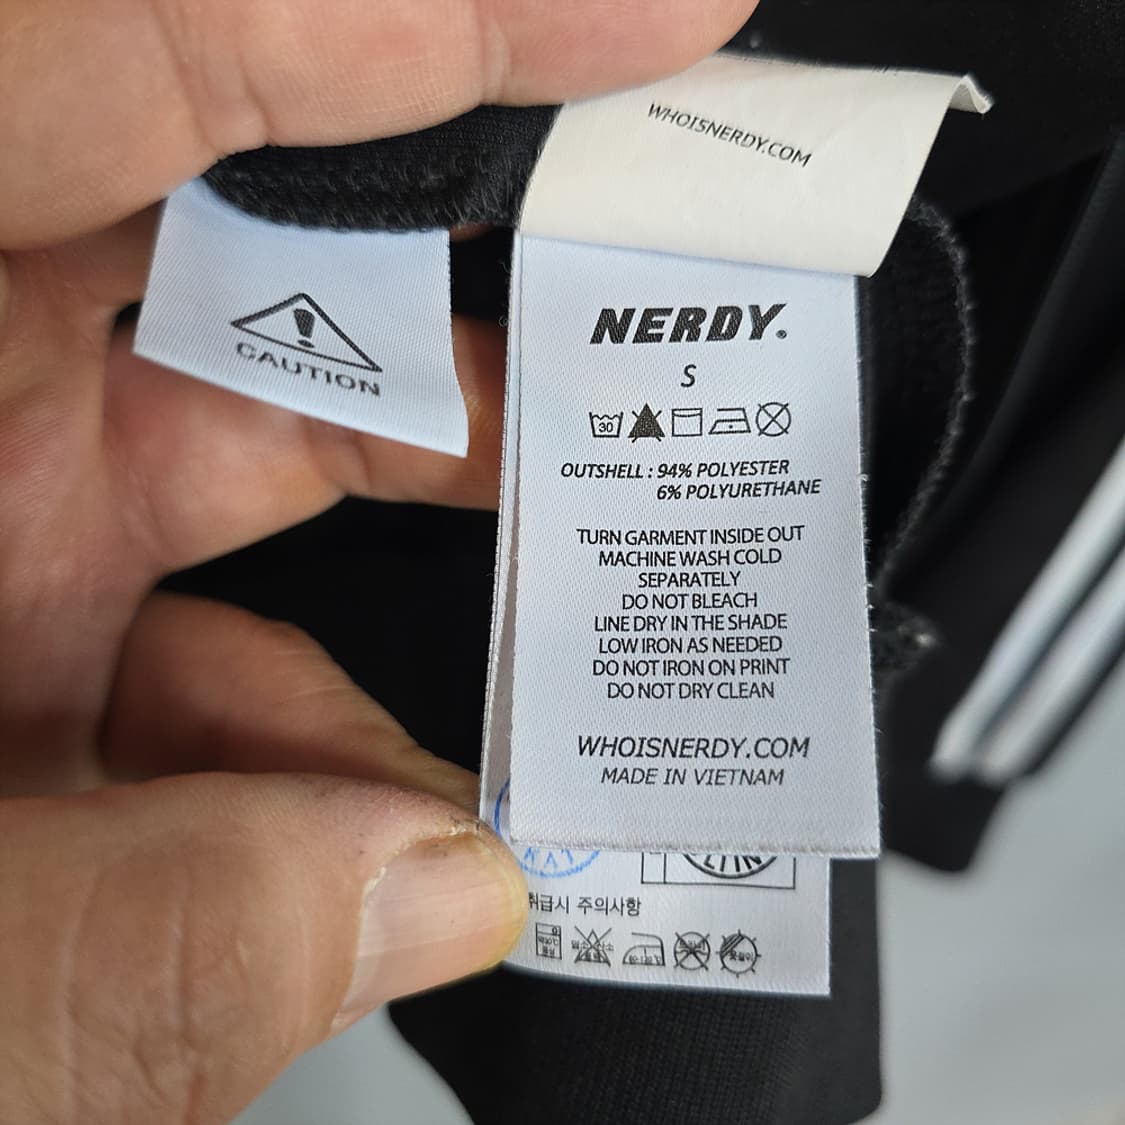 WHOISNERDY.COM
CAUTION
NERDY.®
S
30
OUTSHELL : 94% POLYESTER
6% POLYURETHANE
TURN GARMENT INSIDE OUT
MACHINE WASH COLD
SEPARATELY
DO NOT BLEACH
LINE DRY IN THE SHADE
LOW IRON AS NEEDED
DO NOT IRON ON PRINT
DO NOT DRY CLEAN
WHOISNERDY.COM
MADE IN VIETNAM
취급시 주의사항